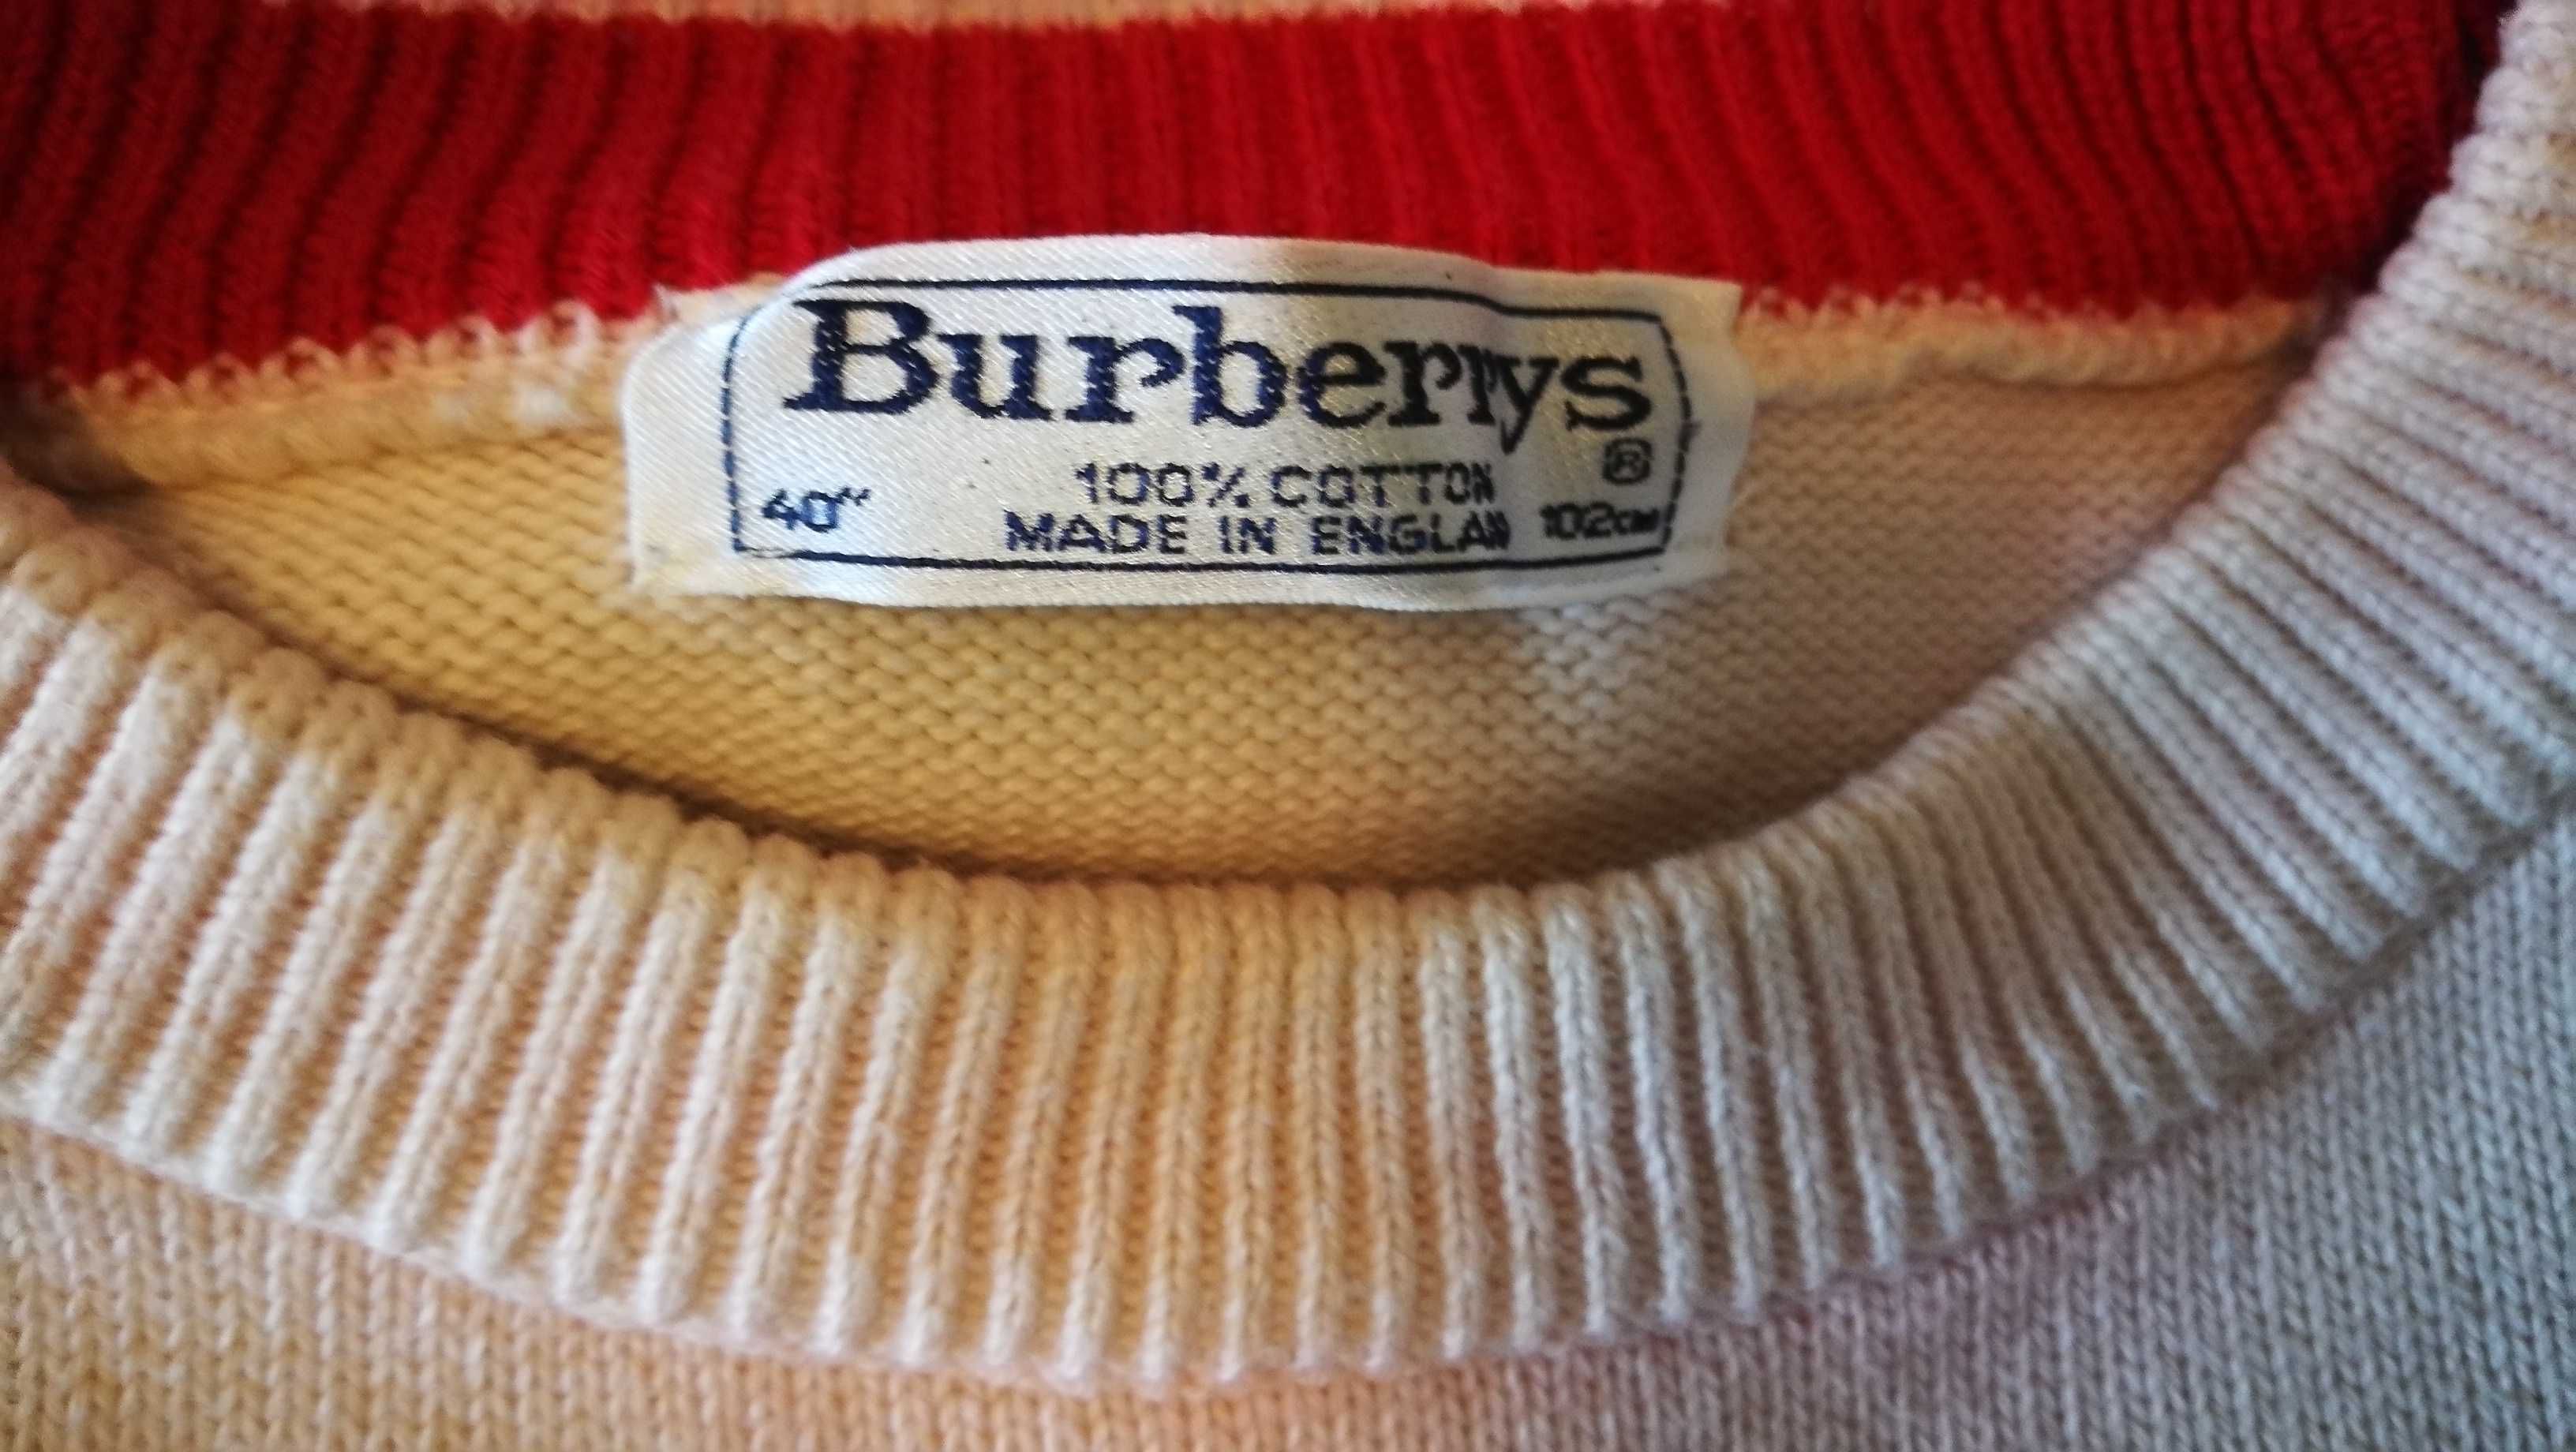 Burberrys
®
100% COTTON
40" MADE IN ENGLAN 102cm